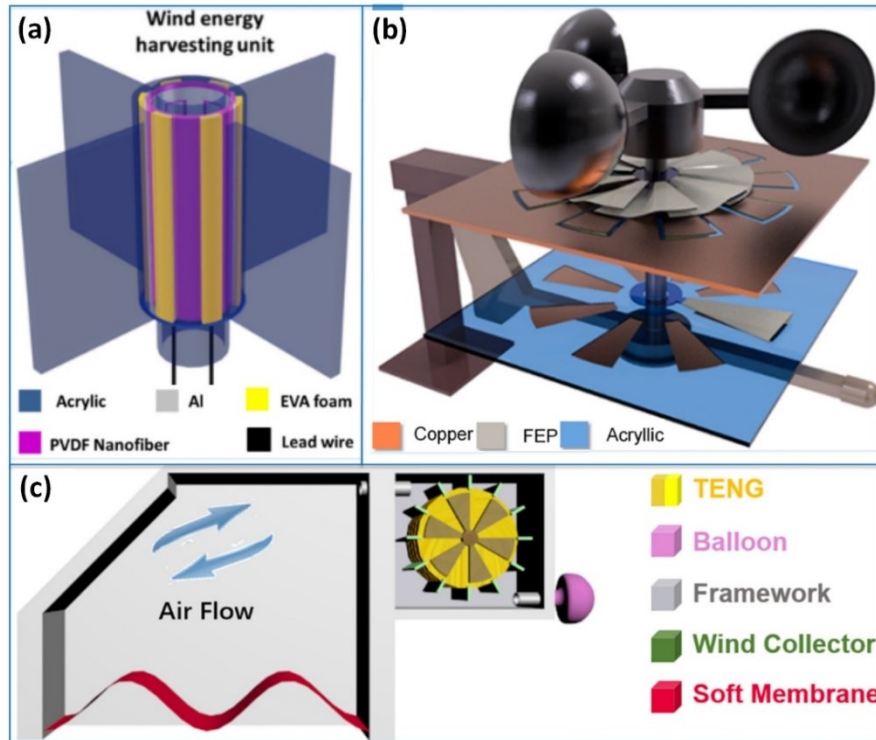 (a)
Wind energy
harvesting unit
Acrylic
Al
EVA foam
PVDF Nanofiber
Lead wire
(b)
Copper
FEP
Acryllic
(c)
Air Flow
TENG
Balloon
Framework
Wind Collector
Soft Membrane